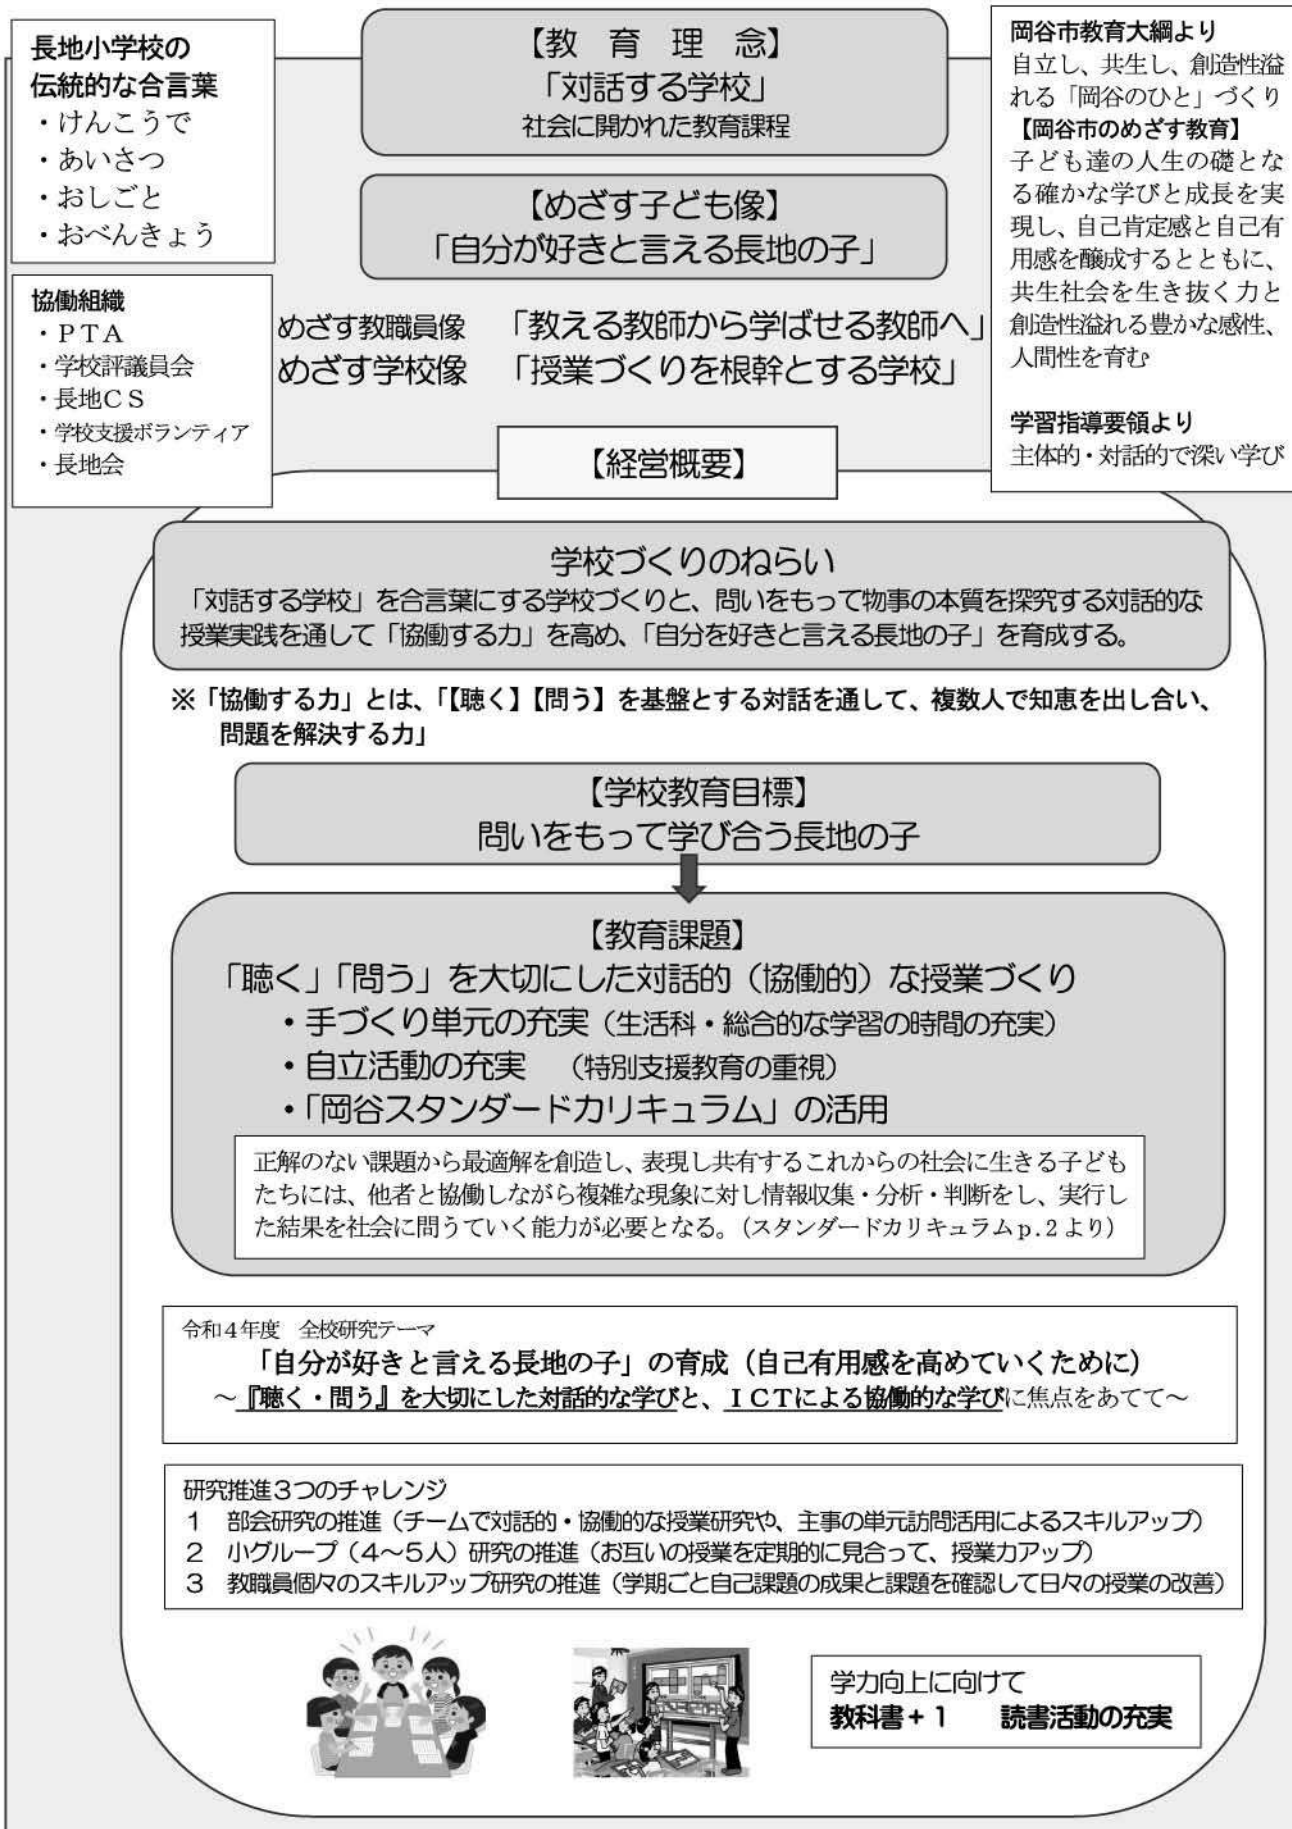 長地小学校の
伝統的な合言葉
・けんこうで
・あいさつ
・おしごと
・おべんきょう
協働組織
・ＰＴＡ
・学校評議員会
・長地ＣＳ
・学校支援ボランティア
・長地会
【教　育　理　念】
「対話する学校」
社会に開かれた教育課程
【めざす子ども像】
「自分が好きと言える長地の子」
めざす教職員像　「教える教師から学ばせる教師へ」
めざす学校像　「授業づくりを根幹とする学校」
岡谷市教育大綱より
自立し、共生し、創造性溢
れる「岡谷のひと」づくり
【岡谷市のめざす教育】
子ども達の人生の礎とな
る確かな学びと成長を実
現し、自己肯定感と自己有
用感を醸成するとともに、
共生社会を生き抜く力と
創造性溢れる豊かな感性、
人間性を育む
学習指導要領より
主体的・対話的で深い学び
【経営概要】
学校づくりのねらい
「対話する学校」を合言葉にする学校づくりと、問いをもって物事の本質を探究する対話的な
授業実践を通して「協働する力」を高め、「自分を好きと言える長地の子」を育成する。
※「協働する力」とは、「【聴く】【問う】を基盤とする対話を通して、複数人で知恵を出し合い、
問題を解決する力」
【学校教育目標】
問いをもって学び合う長地の子
【教育課題】
「聴く」「問う」を大切にした対話的（協働的）な授業づくり
・手づくり単元の充実（生活科・総合的な学習の時間の充実）
・自立活動の充実　（特別支援教育の重視）
・「岡谷スタンダードカリキュラム」の活用
正解のない課題から最適解を創造し、表現し共有するこれからの社会に生きる子ども
たちには、他者と協働しながら複雑な現象に対し情報収集・分析・判断をし、実行し
た結果を社会に問うていく能力が必要となる。（スタンダードカリキュラムｐ.２より）
令和４年度　全校研究テーマ
「自分が好きと言える長地の子」の育成（自己有用感を高めていくために）
～『聴く・問う』を大切にした対話的な学びと、ＩＣＴによる協働的な学びに焦点をあてて～
研究推進３つのチャレンジ
１　部会研究の推進（チームで対話的・協働的な授業研究や、主事の単元訪問活用によるスキルアップ）
２　小グループ（４～５人）研究の推進（お互いの授業を定期的に見合って、授業力アップ）
３　教職員個々のスキルアップ研究の推進（学期ごと自己課題の成果と課題を確認して日々の授業の改善）
学力向上に向けて
教科書＋１　　読書活動の充実